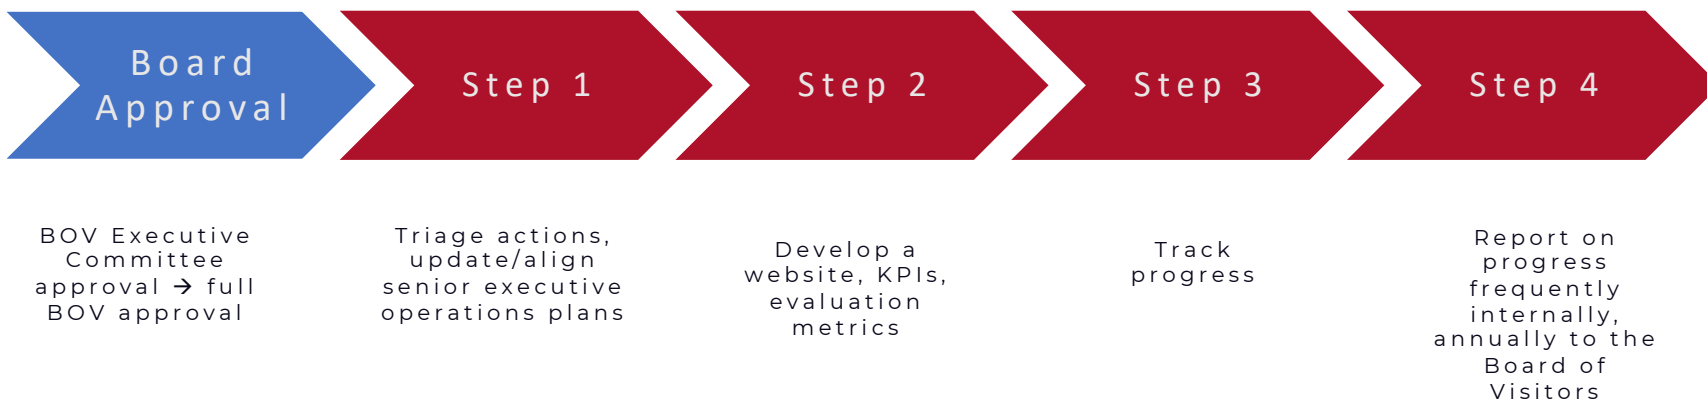 Board
Approval
Step 1
Step 2
Step 3
Step 4
BOV Executive
Committee
approval → full
BOV approval
Triage actions,
update/align
senior executive
operations plans
Develop a
website, KPIs,
evaluation
metrics
Track
progress
Report on
progress
frequently
internally,
annually to the
Board of
Visitors